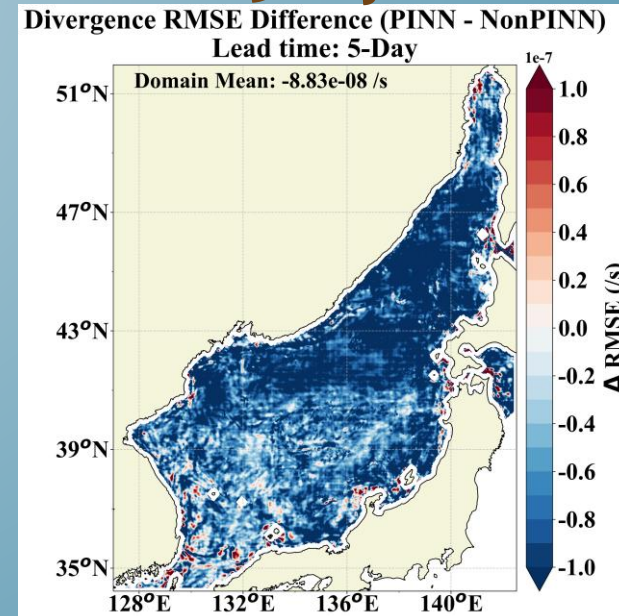 Divergence RMSE Difference (PINN - NonPINN)
Lead time: 5-Day
Domain Mean: -8.83e-08 /s
1e-7
51°N
47°N
43°N
39°N
35°N
128°E
132°E
136°E
140°E
1.0
0.8
0.6
0.4
0.2
0.0
-0.2
-0.4
-0.6
-0.8
-1.0
Δ RMSE (/s)